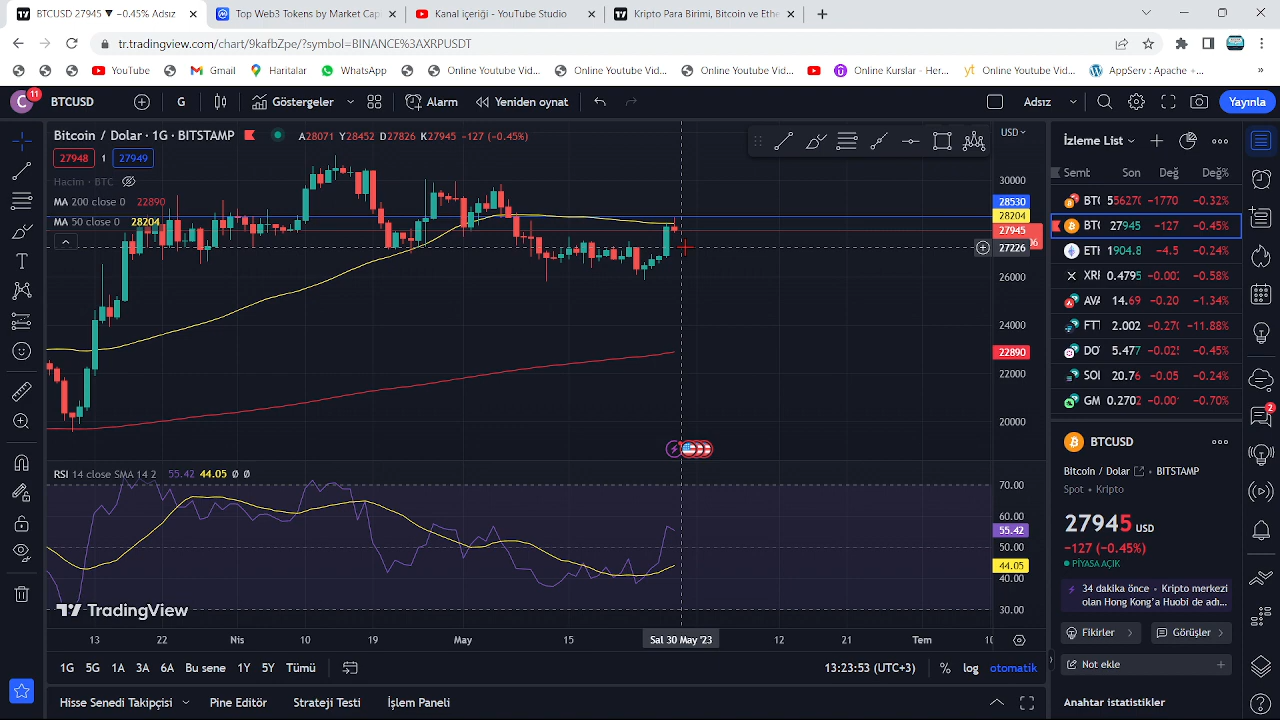 BTCUSD 27945 ▼ −0.45% Adsız
Top Web3 Tokens by Market Cap
Kanal içeriği - YouTube Studio
Kripto Para Birimi, Bitcoin ve Ethe
tr.tradingview.com/chart/9kafbZpe/?symbol=BINANCE%3AXRPUSDT
YouTube
Gmail
Haritalar
WhatsApp
Online Youtube Vid...
Online Youtube Vid...
Online Youtube Vid...
Online Kurslar - Her...
yt Online Youtube Vid...
AppServ : Apache +...
»
C 11
BTCUSD
G
Göstergeler
Alarm
Yeniden oynat
Adsız
Yayınla
Bitcoin / Dolar · 1G · BITSTAMP
A28071 Y28452 D27826 K27945 −127 (−0.45%)
27948 1 27949
Hacim · BTC
MA 200 close 0 22890
MA 50 close 0 28204
USD
30000
28530
28204
27945
27226
26000
24000
22890
22000
20000
RSI 14 close SMA 14 2 55.42 44.05 Ø Ø
70.00
60.00
55.42
50.00
44.05
40.00
30.00
TradingView
13 22 Nis 10 19 May 15 Sal 30 May '23 12 21 Tem
1G 5G 1A 3A 6A Bu sene 1Y 5Y Tümü
13:23:53 (UTC+3) % log otomatik
Hisse Senedi Takipçisi
Pine Editör
Strateji Testi
İşlem Paneli
İzleme List
Semt Son Değ Değ%
−1770 −0.32%
27945 −127 −0.45%
1904.8 −4.5 −0.24%
0.4795 −0.58%
14.69 −0.20 −1.34%
2.002 −11.88%
5.477 −0.45%
20.76 −0.05 −0.24%
0.2702 −0.70%
BTCUSD
Bitcoin / Dolar • BITSTAMP
Spot • Kripto
27945 USD
−127 (−0.45%)
PİYASA AÇIK
34 dakika önce • Kripto merkezi
olan Hong Kong'a Huobi de adı...
Fikirler
Görüşler
Not ekle
Anahtar istatistikler
2